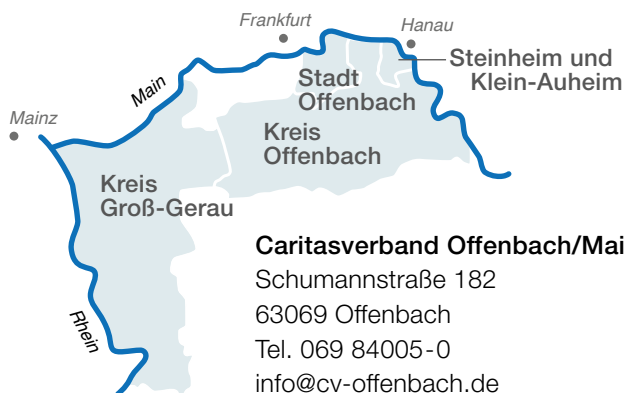 Frankfurt
Hanau
Steinheim und
Klein-Auheim
Stadt
Offenbach
Main
Mainz
Kreis
Offenbach
Kreis
Groß-Gerau
Rhein
Caritasverband Offenbach/Mai
Schumannstraße 182
63069 Offenbach
Tel. 069 84005-0
info@cv-offenbach.de